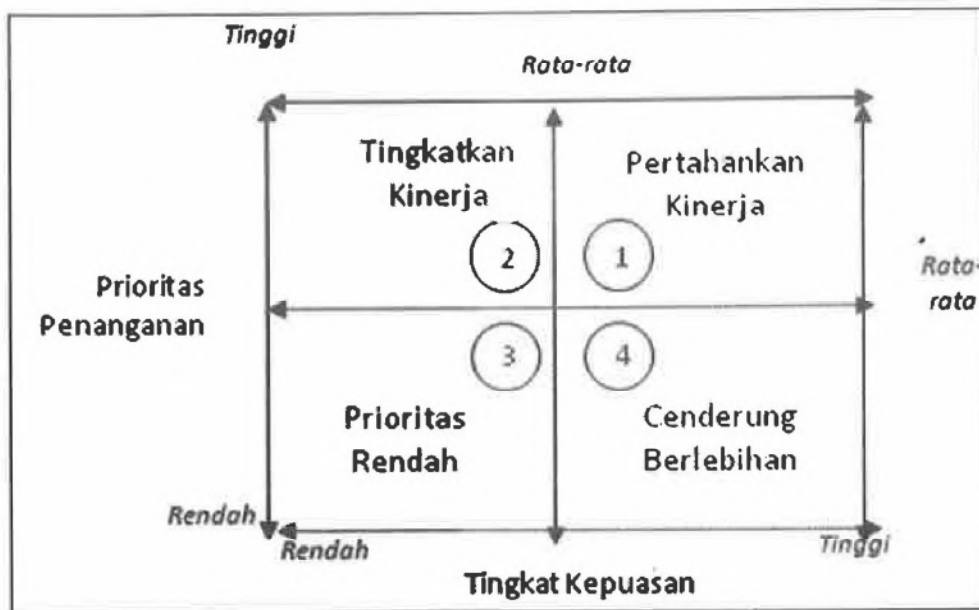 Tinggi
Rata-rata
Tingkatkan
Kinerja
Pertahankan
Kinerja
2
1
Prioritas
Penanganan
Rata-
rata
3
4
Prioritas
Rendah
Cenderung
Berlebihan
Rendah
Rendah
Tinggi
Tingkat Kepuasan